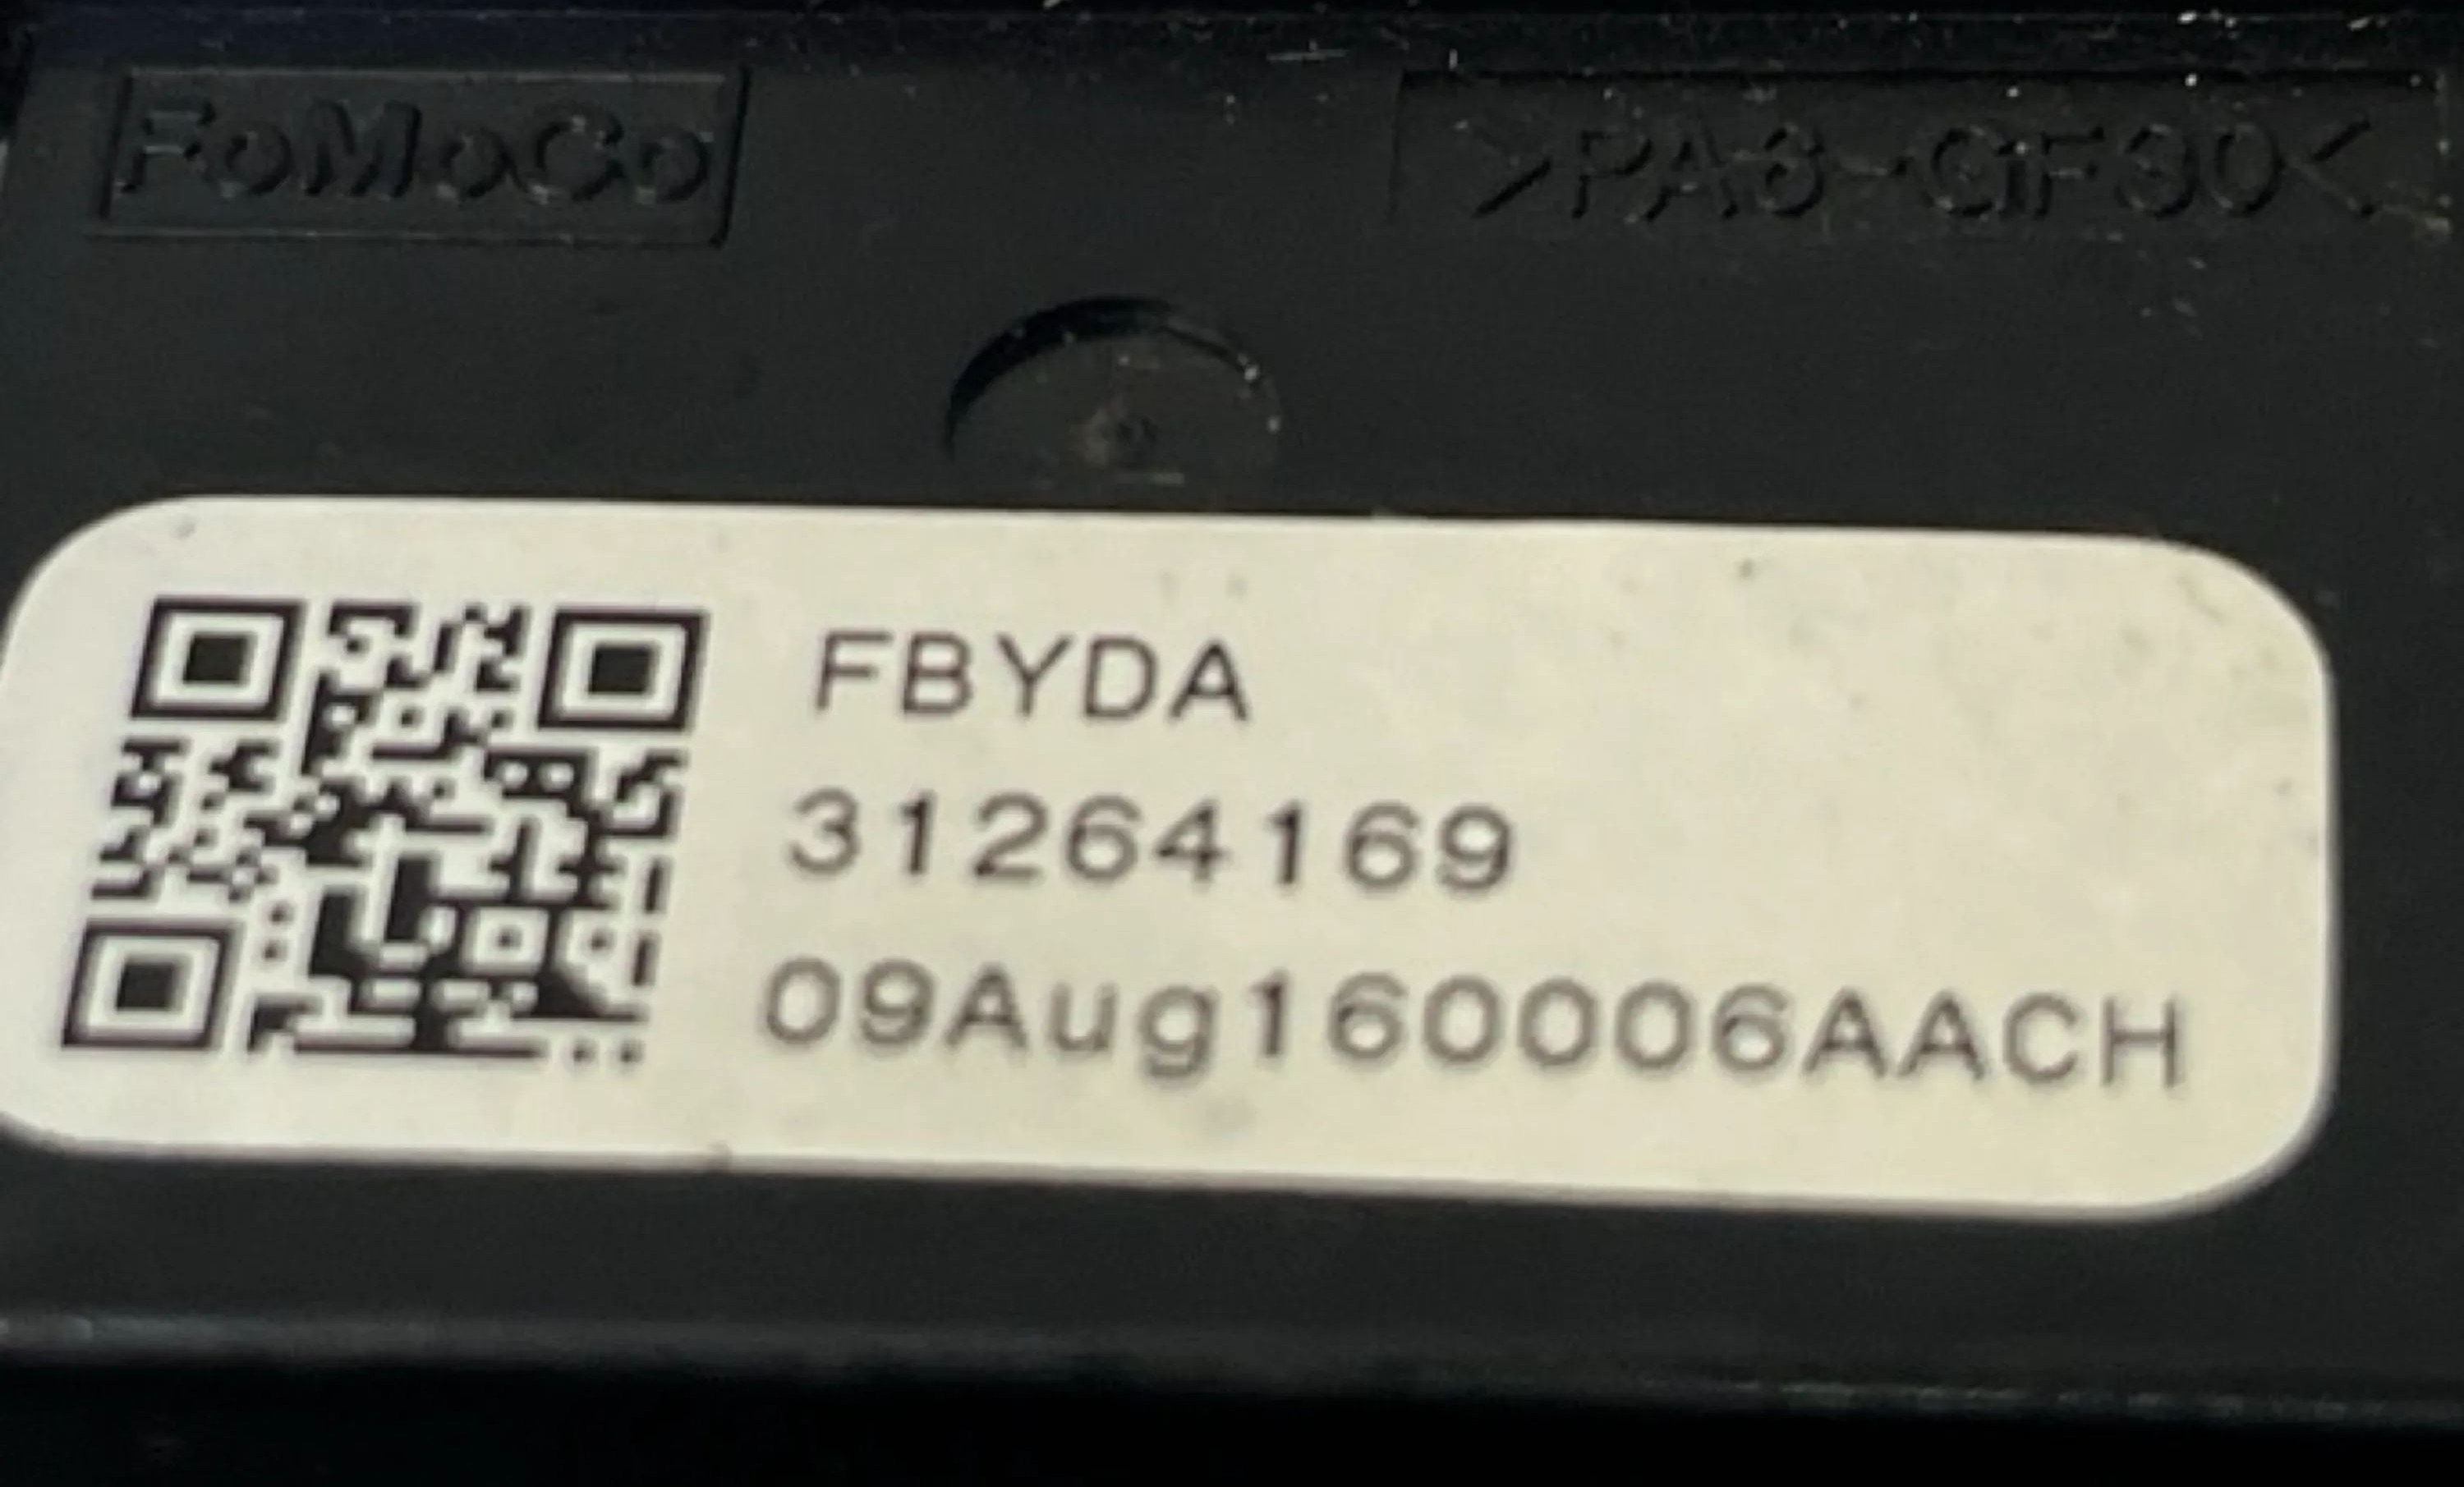 FoMoCo
>PA6-GF30<
FBYDA
31264169
09Aug160006AACH